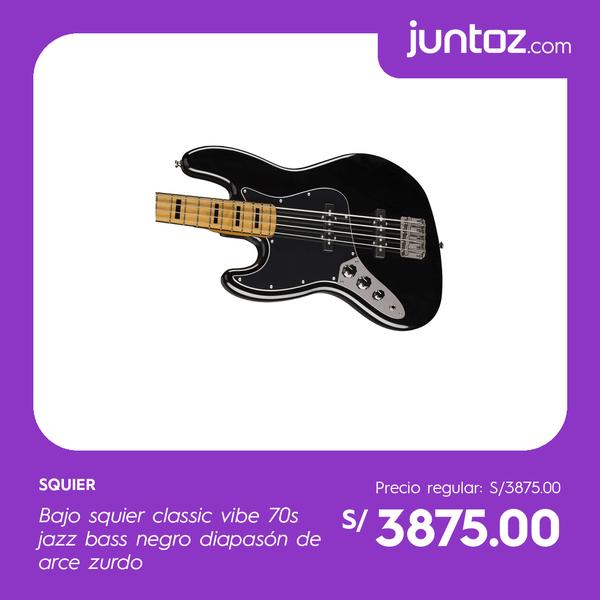 juntoz.com
SQUIER
Bajo squier classic vibe 70s
jazz bass negro diapasón de
arce zurdo
Precio regular: S/3875.00
S/ 3875.00